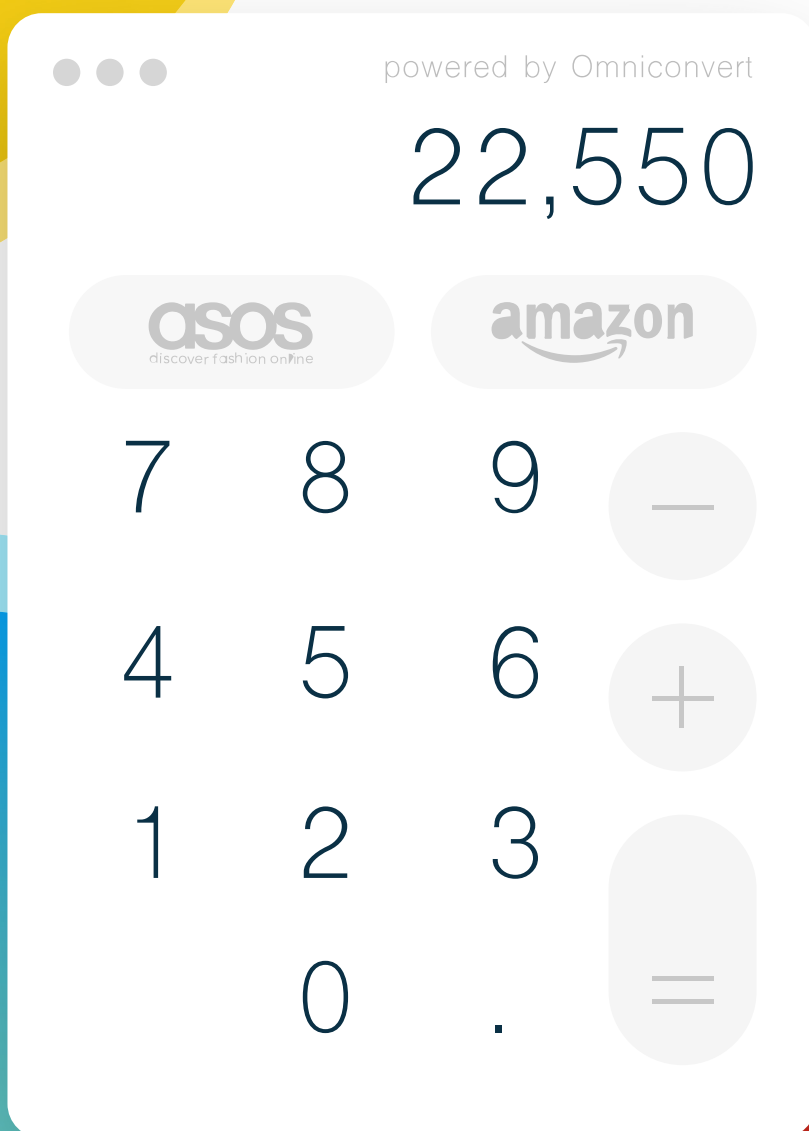 powered by Omniconvert
22,550
asos
discover fashion online
amazon
7 8 9 −
4 5 6 +
1 2 3
0 . =